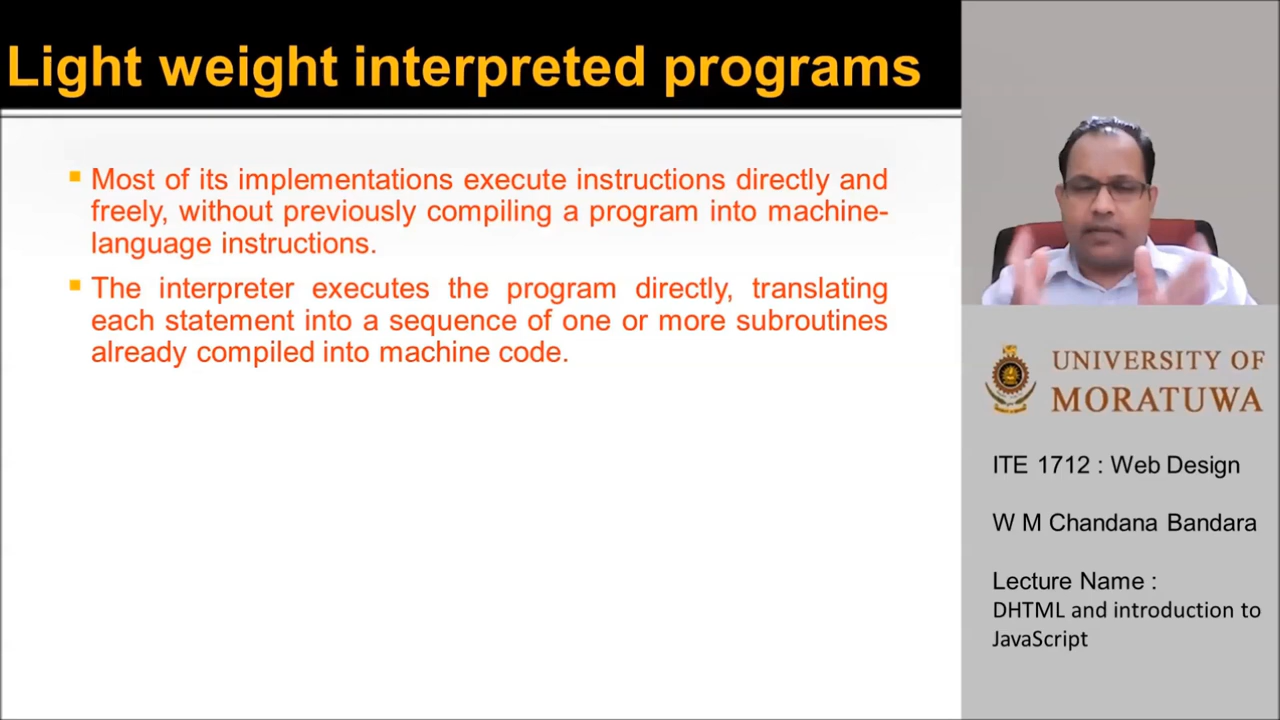 Light weight interpreted programs
Most of its implementations execute instructions directly and
freely, without previously compiling a program into machine-
language instructions.
The interpreter executes the program directly, translating
each statement into a sequence of one or more subroutines
already compiled into machine code.
UNIVERSITY OF
MORATUWA
ITE 1712 : Web Design
W M Chandana Bandara
Lecture Name :
DHTML and introduction to
JavaScript